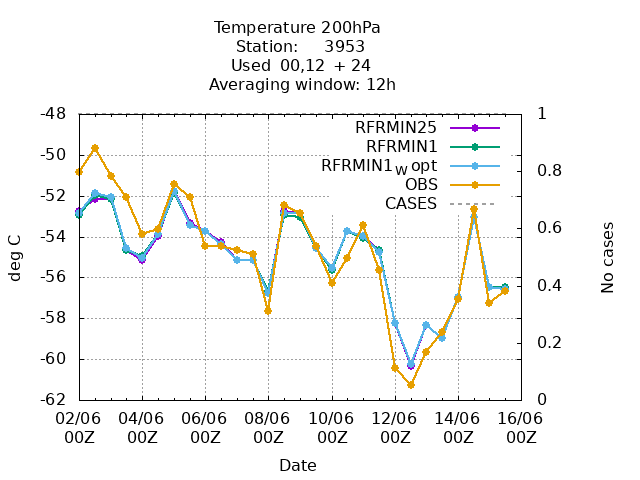 Temperature 200hPa
Station: 3953
Used 00,12 + 24
Averaging window: 12h
-48
-50
-52
-54
-56
-58
-60
-62
deg C
1
0.8
0.6
0.4
0.2
0
No cases
RFRMIN25
RFRMIN1
RFRMIN1w opt
OBS
CASES
02/06 04/06 06/06 08/06 10/06 12/06 14/06 16/06
00Z 00Z 00Z 00Z 00Z 00Z 00Z 00Z
Date